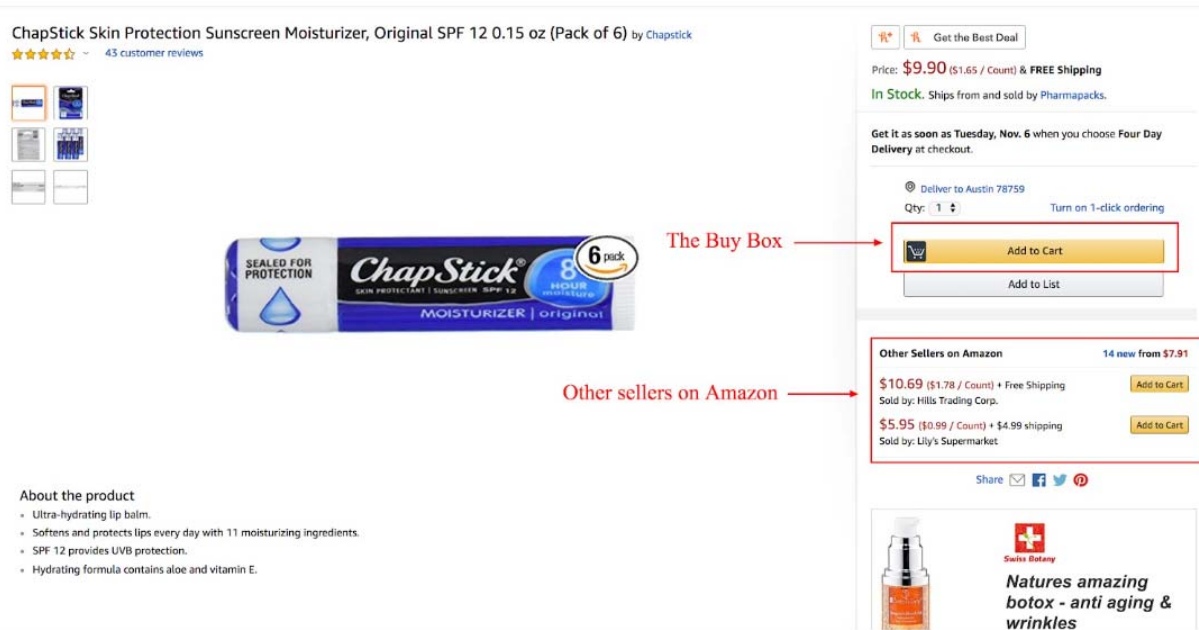 ChapStick Skin Protection Sunscreen Moisturizer, Original SPF 12 0.15 oz (Pack of 6) by Chapstick
43 customer reviews
SEALED FOR
PROTECTION
ChapStick®
SKIN PROTECTANT | SUNSCREEN SPF 12
MOISTURIZER | original
8
HOUR
moisture
6 pack
The Buy Box
Other sellers on Amazon
About the product
Ultra-hydrating lip balm.
Softens and protects lips every day with 11 moisturizing ingredients.
SPF 12 provides UVB protection.
Hydrating formula contains aloe and vitamin E.
Get the Best Deal
Price: $9.90 ($1.65 / Count) & FREE Shipping
In Stock. Ships from and sold by Pharmapacks.
Get it as soon as Tuesday, Nov. 6 when you choose Four Day
Delivery at checkout.
Deliver to Austin 78759
Qty: 1
Turn on 1-click ordering
Add to Cart
Add to List
Other Sellers on Amazon
14 new from $7.91
$10.69 ($1.78 / Count) + Free Shipping
Add to Cart
Sold by: Hills Trading Corp.
$5.95 ($0.99 / Count) + $4.99 shipping
Add to Cart
Sold by: Lily's Supermarket
Share
Swiss Botany
Natures amazing
botox - anti aging &
wrinkles